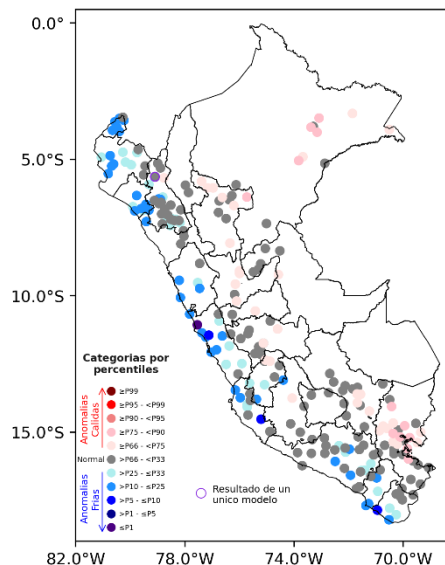 0.0°
5.0°S
10.0°S
15.0°S
82.0°W
78.0°W
74.0°W
70.0°W
Categorias por
percentiles
Anomalias
Calidas
≥P99
≥P95 - <P99
≥P90 - <P95
≥P75 - <P90
≥P66 - <P75
Normal
>P66 - <P33
Anomalias
Frias
>P25 - ≤P33
>P10 - ≤P25
>P5 - ≤P10
>P1 - ≤P5
≤P1
Resultado de un
unico modelo